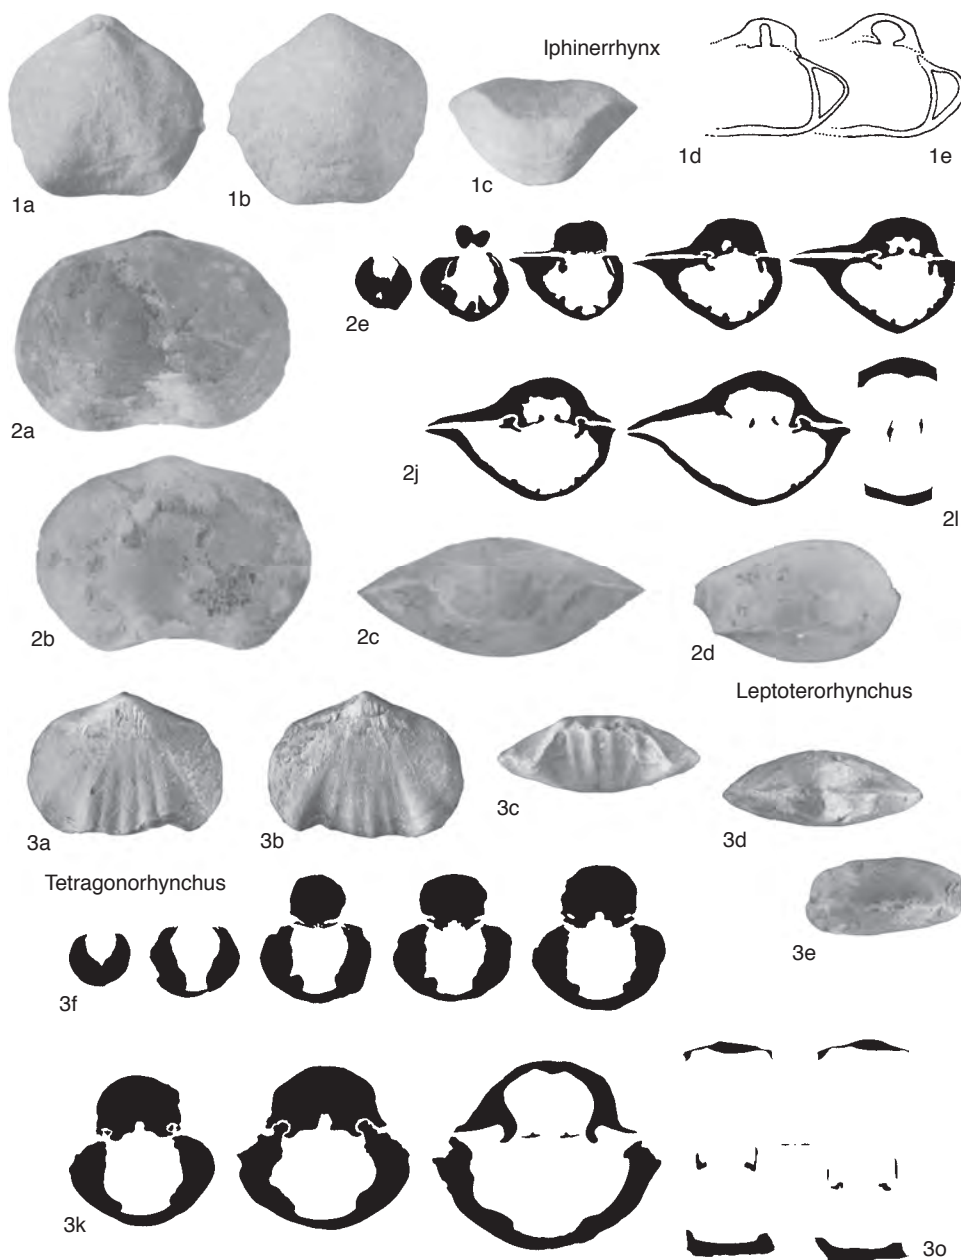 Iphinerrhynx
1a
1b
1c
1d
1e
2e
2a
2j
2l
2b
2c
2d
Leptoterorhynchus
3a
3b
3c
3d
Tetragonorhynchus
3e
3f
3k
3o